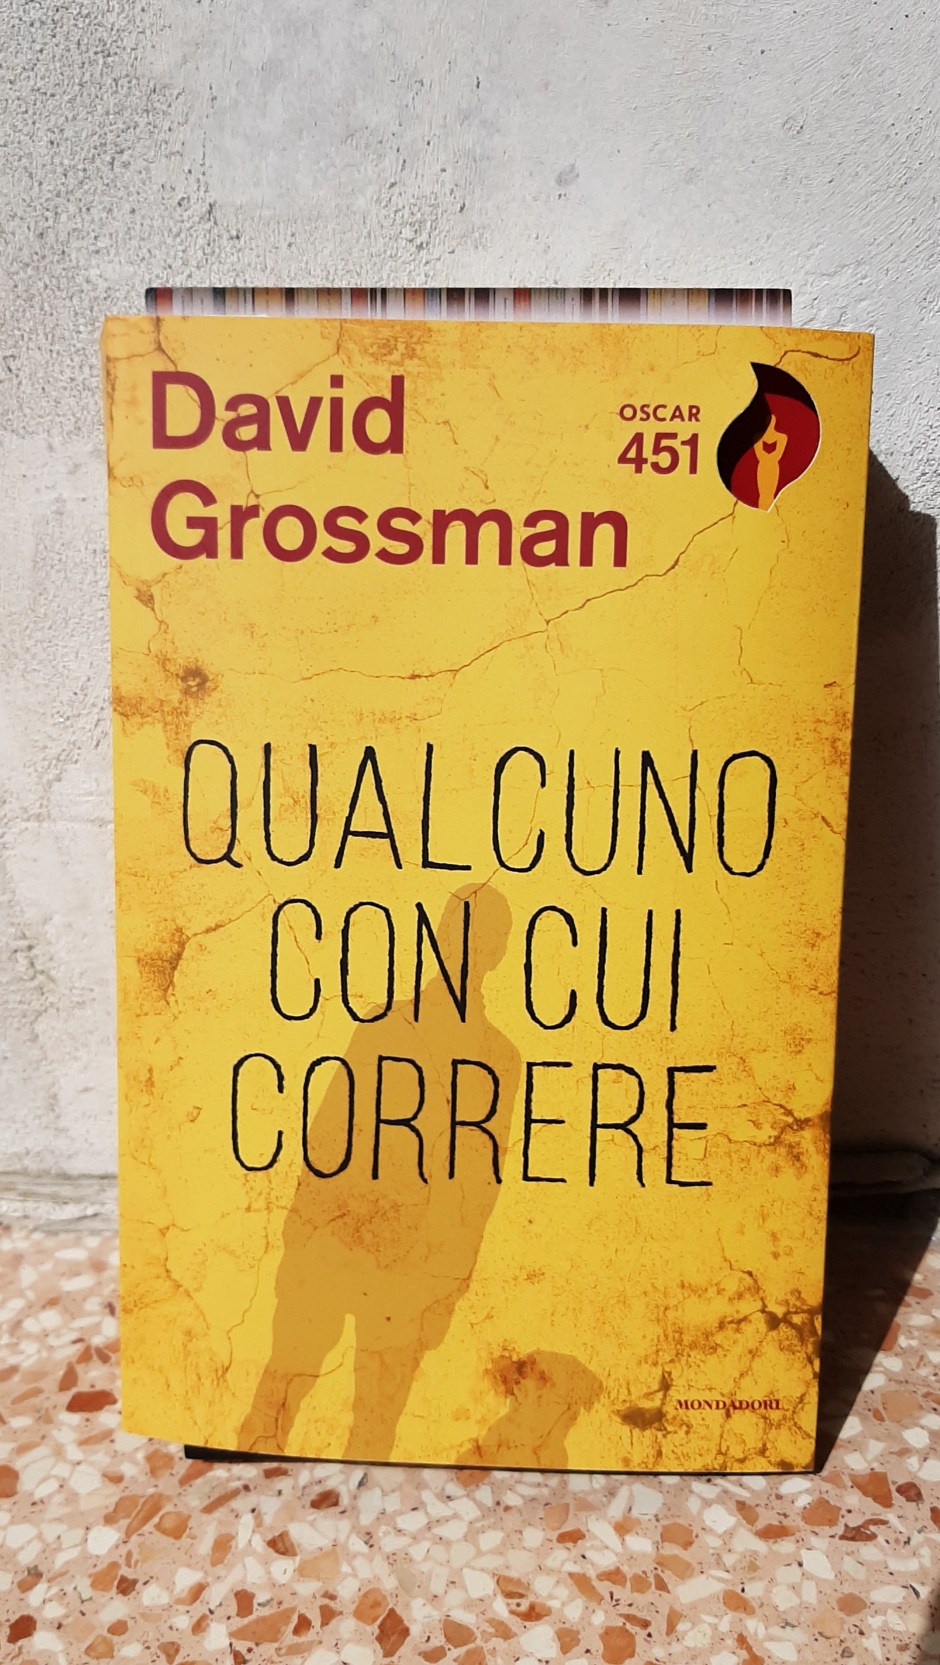 David
Grossman
OSCAR
451
QUALCUNO
CON CUI
CORRERE
MONDADORI